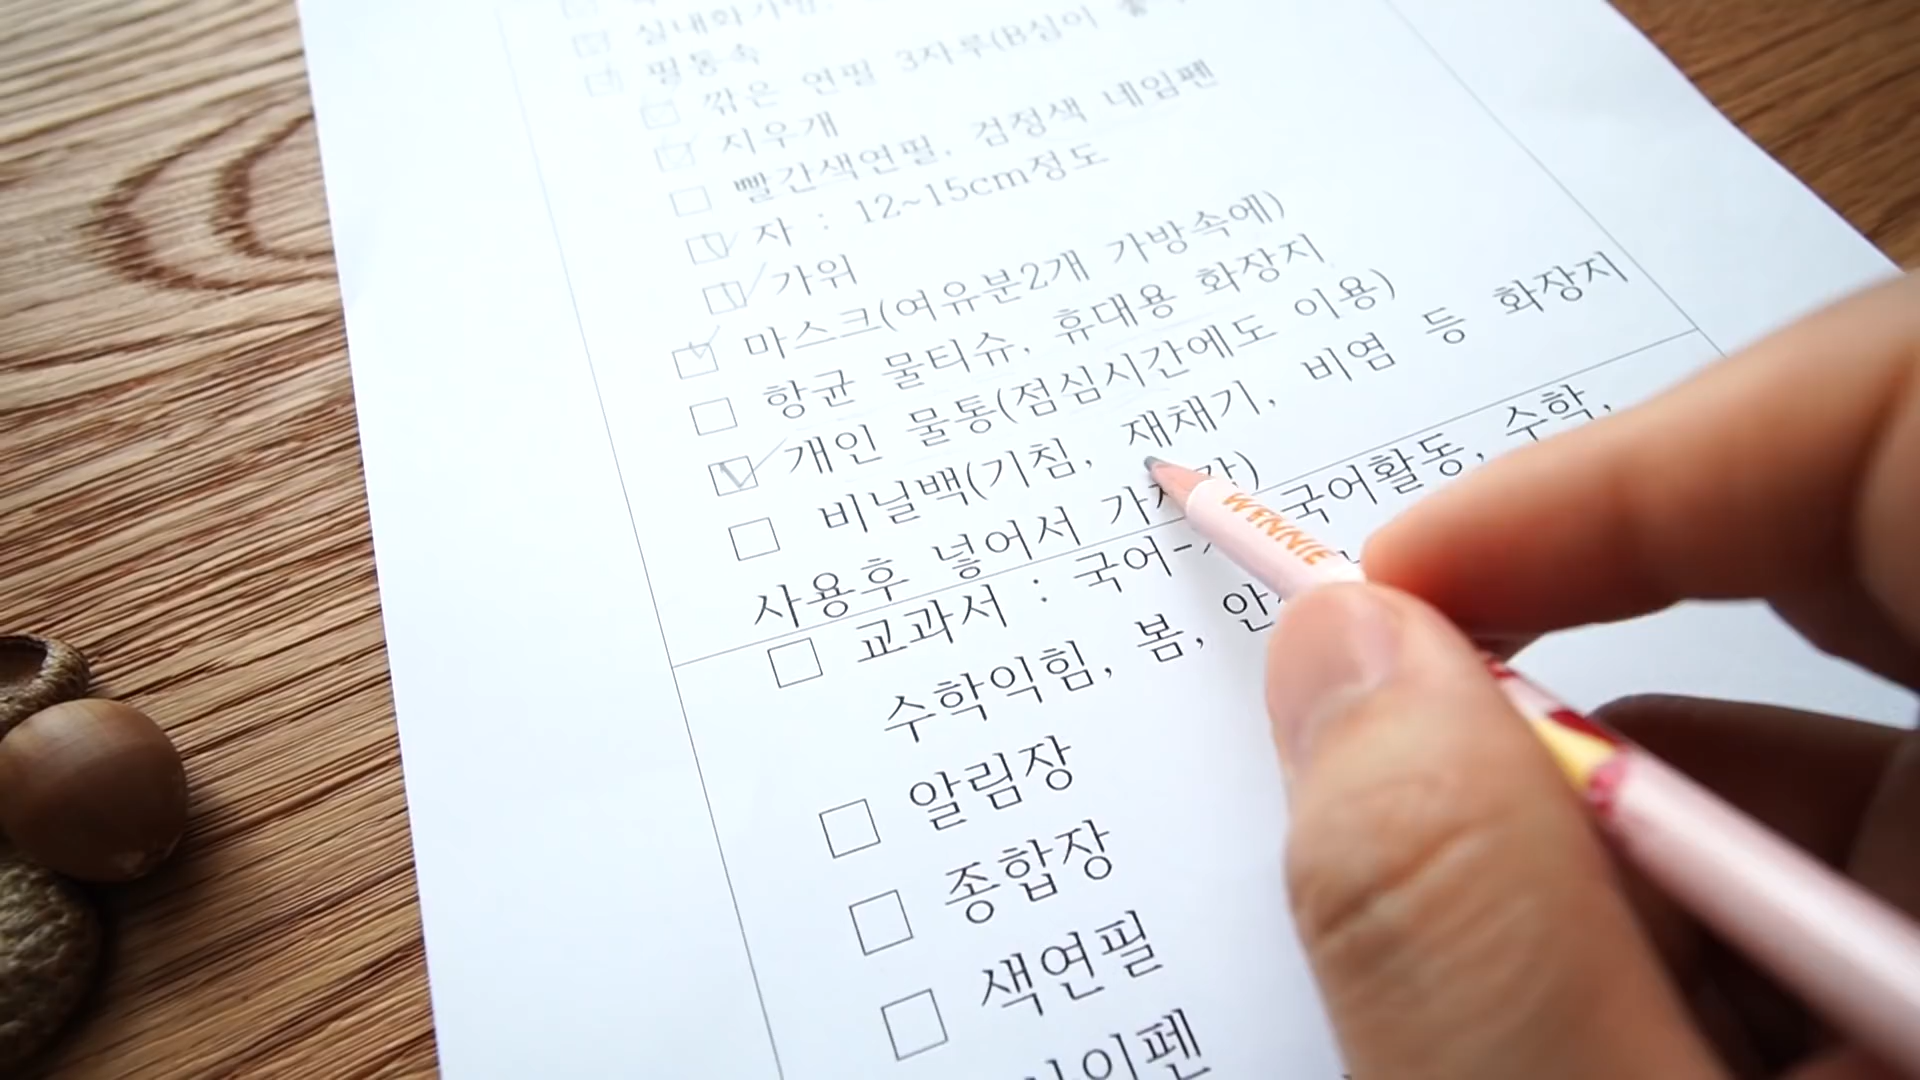 실내화
필통속
깎은 연필 3자루(B심이
지우개
빨간색연필, 검정색 네임펜
자 : 12~15cm정도
가위
마스크(여유분2개 가방속에)
항균 물티슈, 휴대용 화장지
개인 물통(점심시간에도 이용)
비닐백(기침, 재채기, 비염 등 화장지
사용후 넣어서 가
교과서 : 국어- 국어활동, 수학,
수학익힘, 봄,
알림장
종합장
색연필
WINNIE